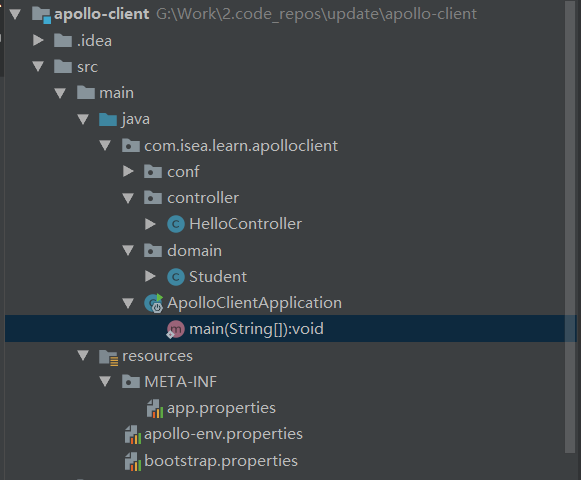 apollo-client G:\Work\2.code_repos\update\apollo-client
.idea
src
main
java
com.isea.learn.apolloclient
conf
controller
HelloController
domain
Student
ApolloClientApplication
main(String[]):void
resources
META-INF
app.properties
apollo-env.properties
bootstrap.properties